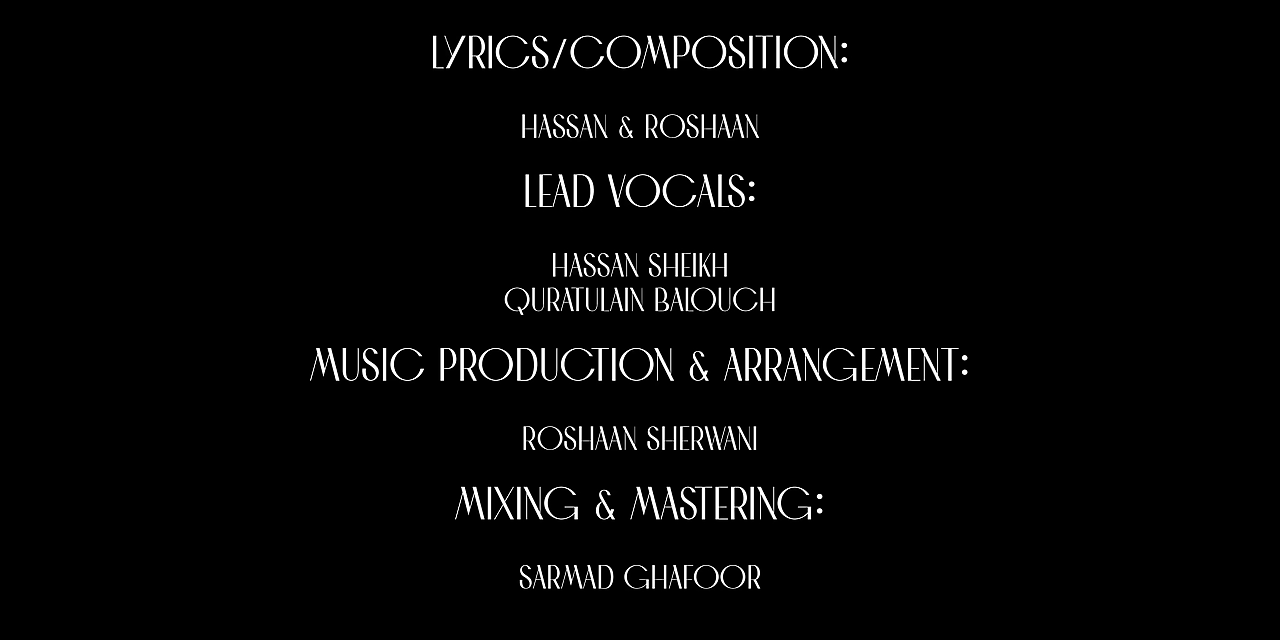 LYRICS/COMPOSITION:
HASSAN & ROSHAAN
LEAD VOCALS:
HASSAN SHEIKH
QURATULAIN BALOUCH
MUSIC PRODUCTION & ARRANGEMENT:
ROSHAAN SHERWANI
MIXING & MASTERING:
SARMAD GHAFOOR